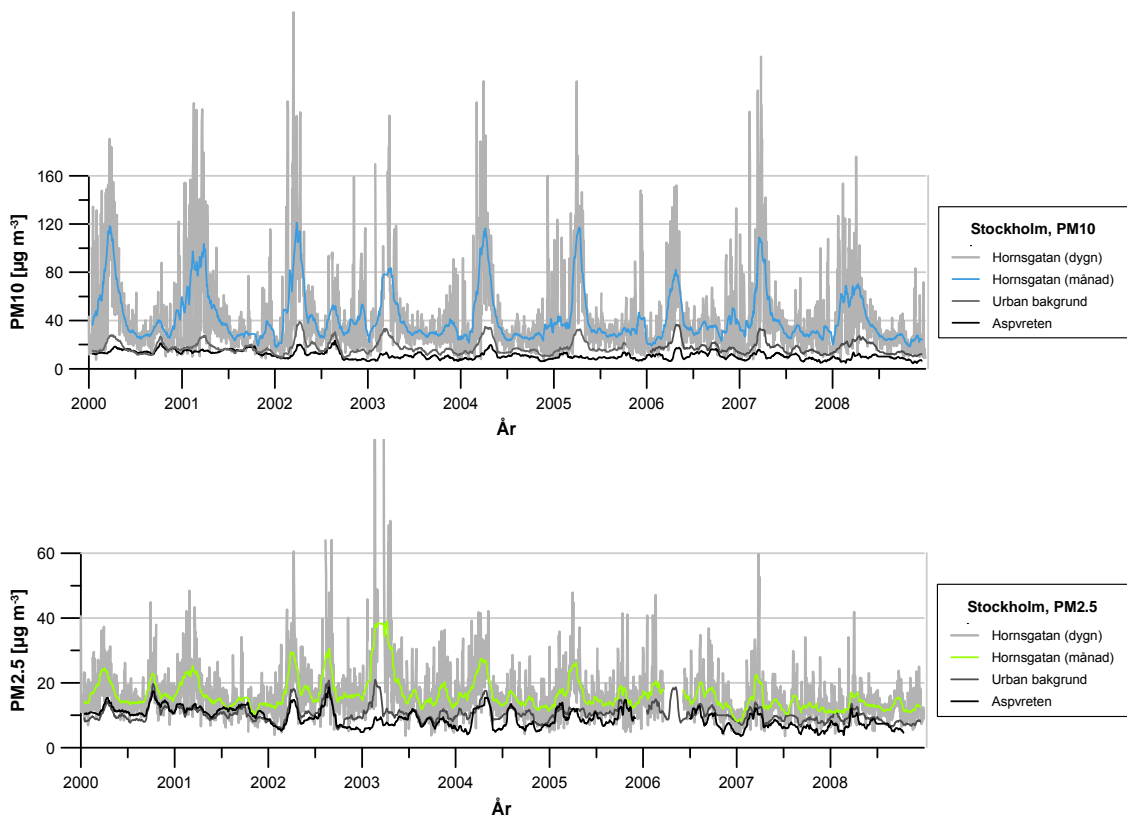 160
120
80
40
0
PM10 [µg m⁻³]
2000 2001 2002 2003 2004 2005 2006 2007 2008
År
Stockholm, PM10
Hornsgatan (dygn)
Hornsgatan (månad)
Urban bakgrund
Aspvreten
60
40
20
0
PM2.5 [µg m⁻³]
2000 2001 2002 2003 2004 2005 2006 2007 2008
År
Stockholm, PM2.5
Hornsgatan (dygn)
Hornsgatan (månad)
Urban bakgrund
Aspvreten